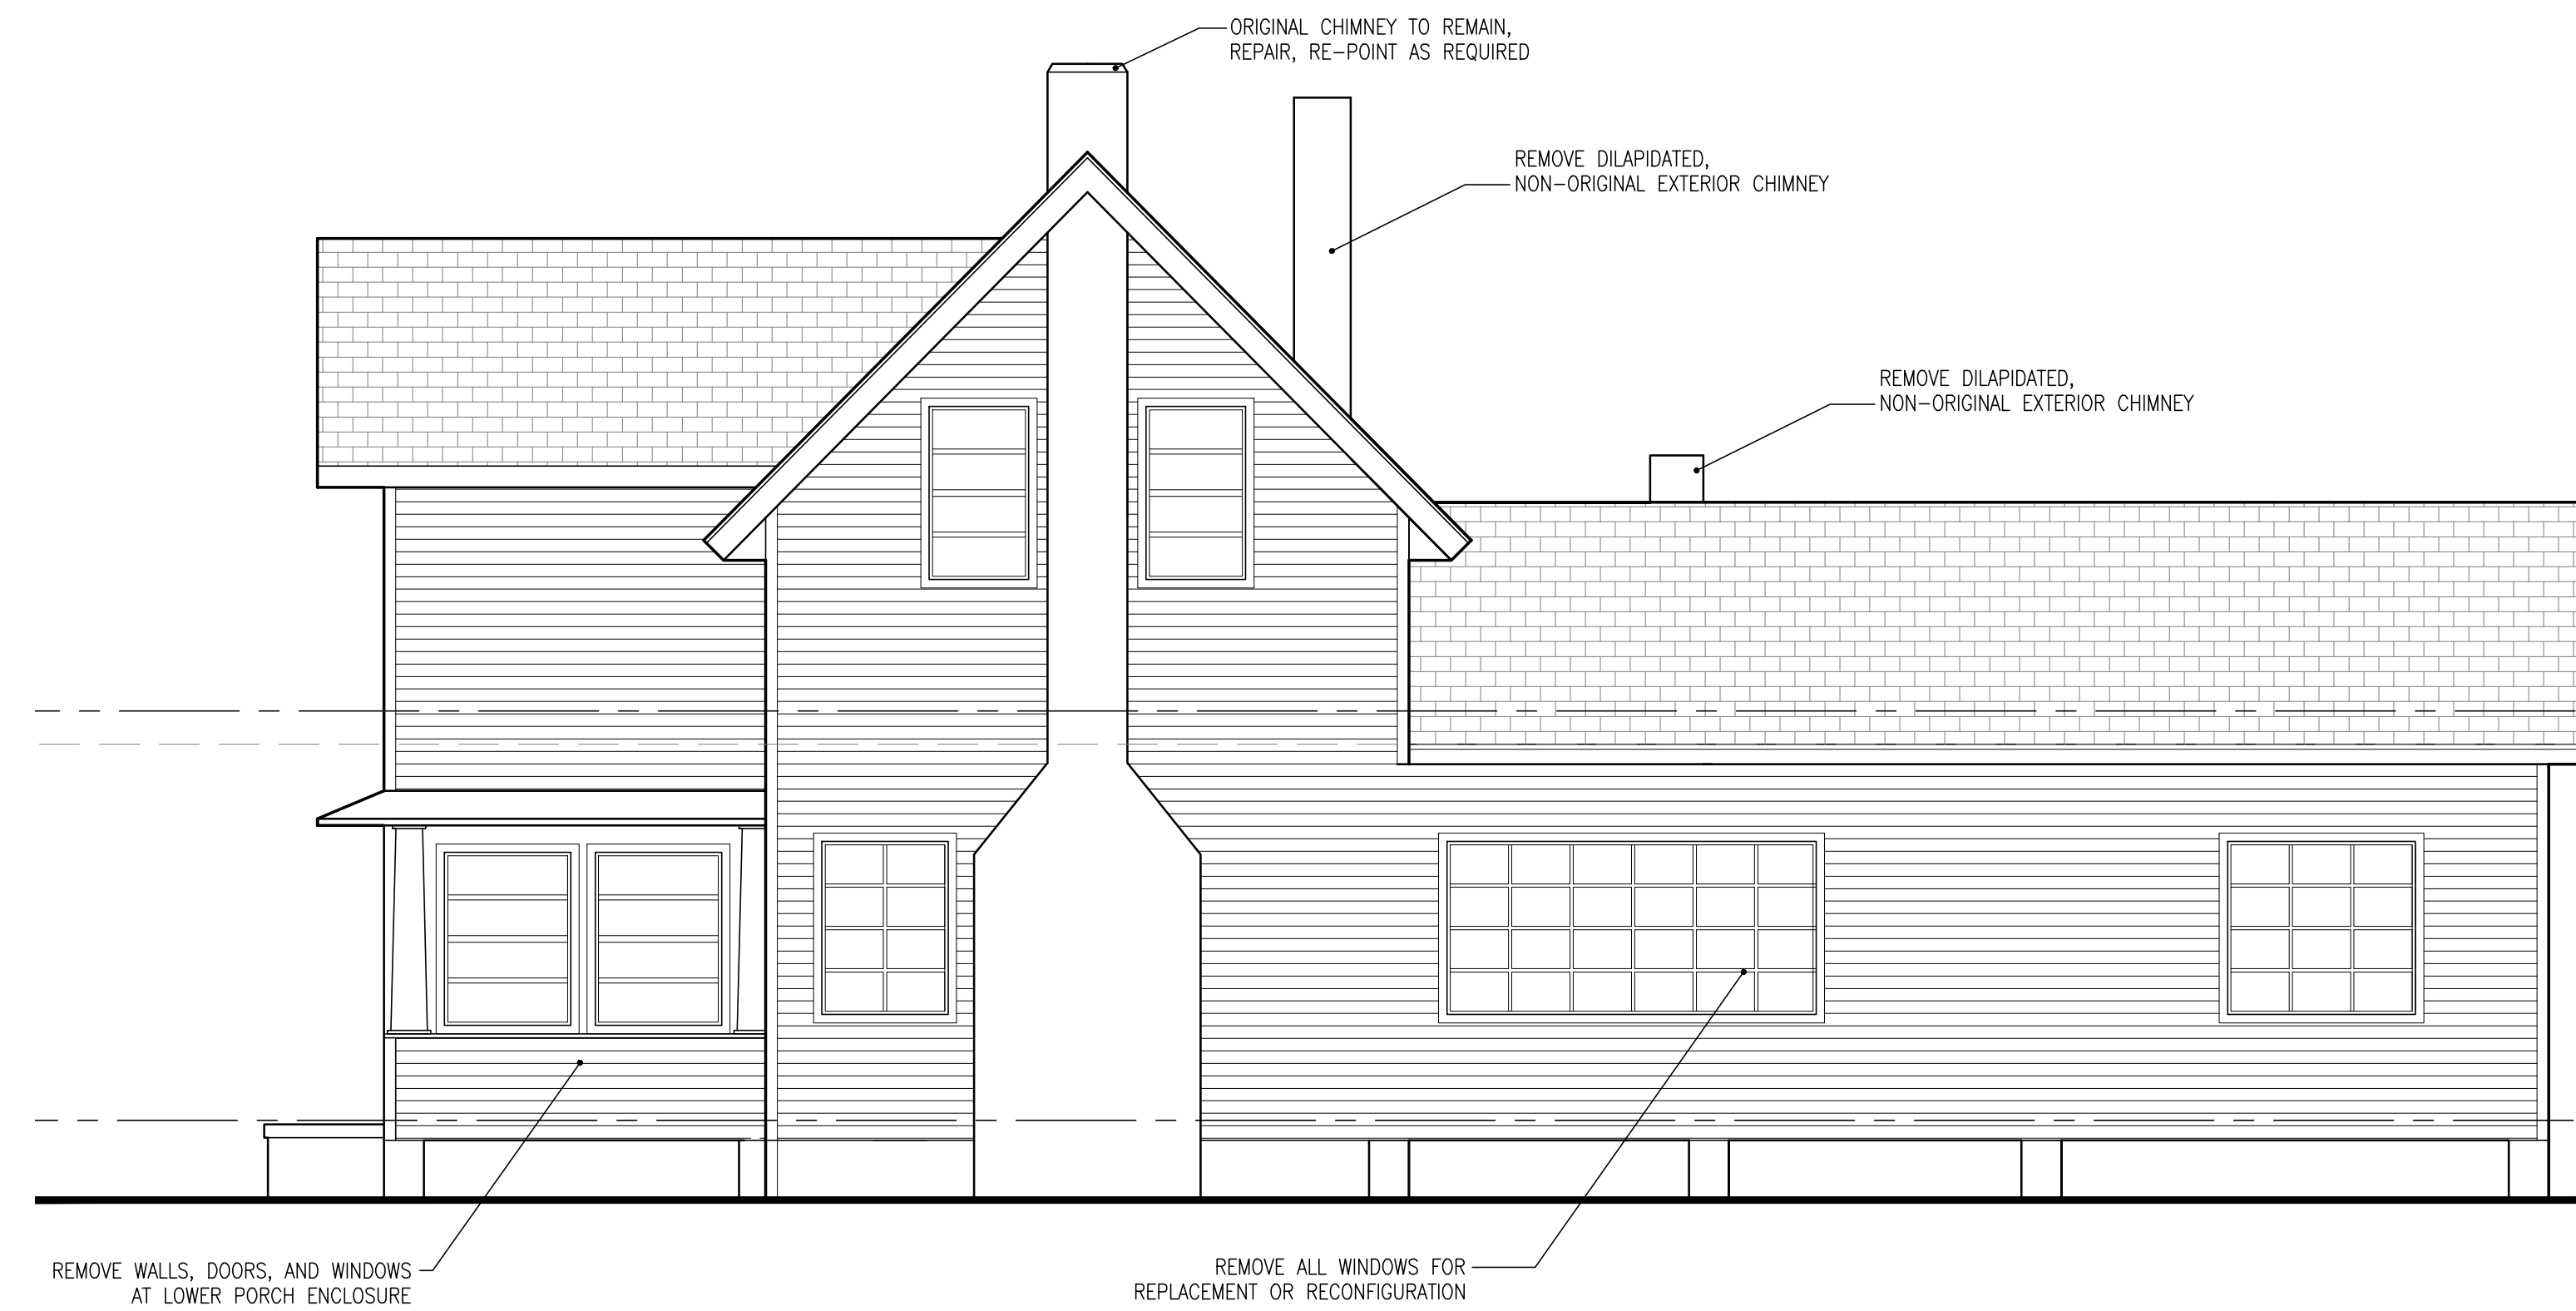 ORIGINAL CHIMNEY TO REMAIN,
REPAIR, RE-POINT AS REQUIRED
REMOVE DILAPIDATED,
NON-ORIGINAL EXTERIOR CHIMNEY
REMOVE DILAPIDATED,
NON-ORIGINAL EXTERIOR CHIMNEY
REMOVE WALLS, DOORS, AND WINDOWS
AT LOWER PORCH ENCLOSURE
REMOVE ALL WINDOWS FOR
REPLACEMENT OR RECONFIGURATION